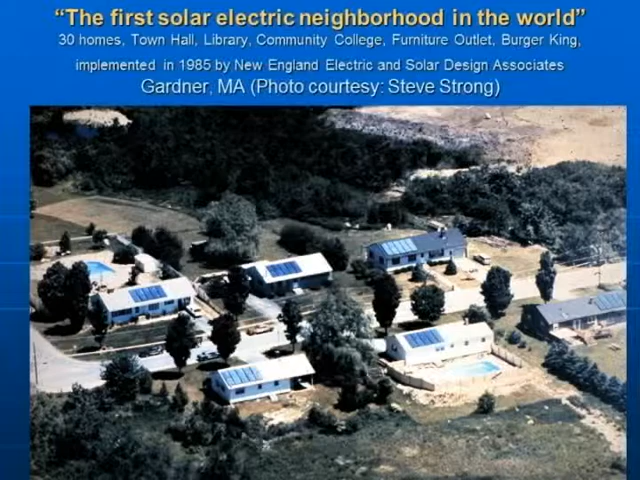 “The first solar electric neighborhood in the world”
30 homes, Town Hall, Library, Community College, Furniture Outlet, Burger King,
implemented in 1985 by New England Electric and Solar Design Associates
Gardner, MA (Photo courtesy: Steve Strong)